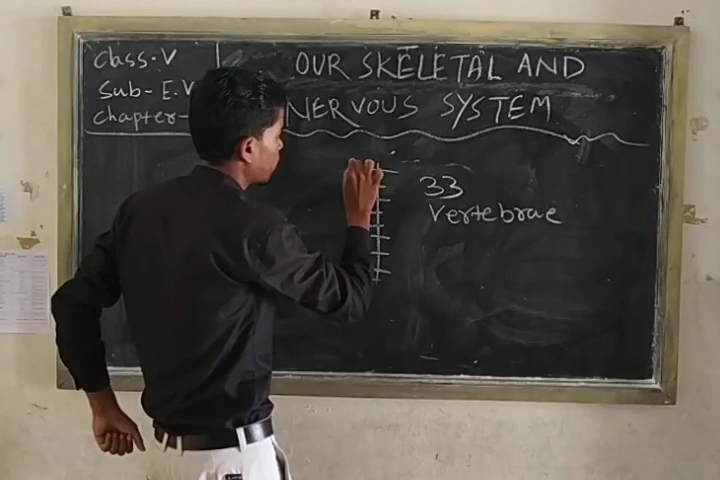 Class. V
Sub- E.V
Chapter-
OUR SKELETAL AND
NERVOUS SYSTEM
33
Vertebrae